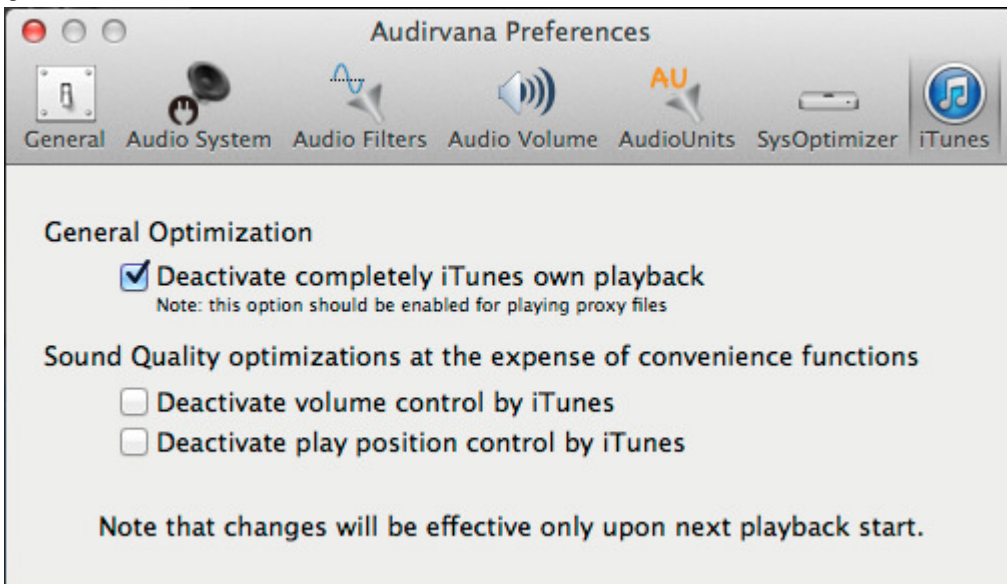 Audirvana Preferences
AU
General Audio System Audio Filters Audio Volume AudioUnits SysOptimizer iTunes
General Optimization
Deactivate completely iTunes own playback
Note: this option should be enabled for playing proxy files
Sound Quality optimizations at the expense of convenience functions
Deactivate volume control by iTunes
Deactivate play position control by iTunes
Note that changes will be effective only upon next playback start.